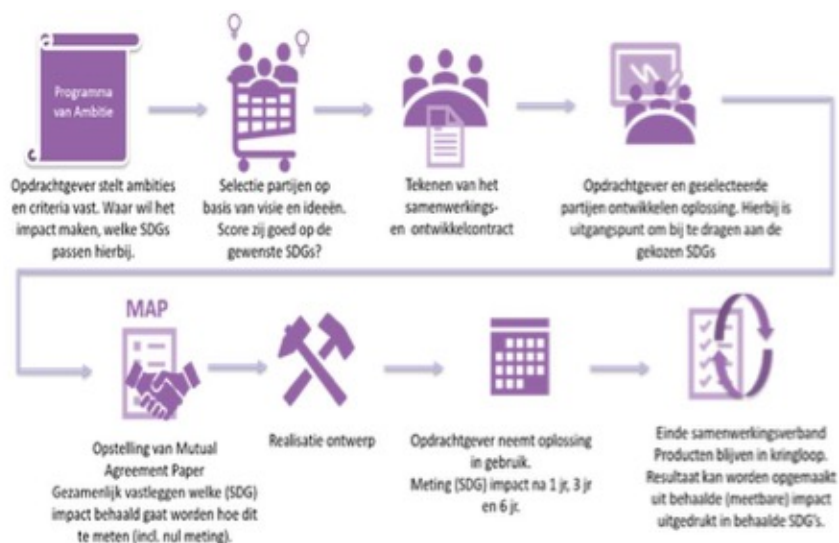 Programma
van Ambitie
Opdrachtgever stelt ambities
en criteria vast. Waar wil het
impact maken, welke SDGs
passen hierbij.
Selectie partijen op
basis van visie en ideeën.
Score zij goed op de
gewenste SDGs?
Tekenen van het
samenwerkings-
en ontwikkelcontract
Opdrachtgever en geselecteerde
partijen ontwikkelen oplossing. Hierbij is
uitgangspunt om bij te dragen aan de
gekozen SDGs
MAP
Opstelling van Mutual
Agreement Paper
Gezamenlijk vastleggen welke (SDG)
impact behaald gaat worden hoe dit
te meten (incl. nul meting).
Realisatie ontwerp
Opdrachtgever neemt oplossing
in gebruik.
Meting (SDG) impact na 1 jr, 3 jr
en 6 jr.
Einde samenwerkingsverband
Producten blijven in kringloop.
Resultaat kan worden opgemaakt
uit behaalde (meetbare) impact
uitgedrukt in behaalde SDG's.